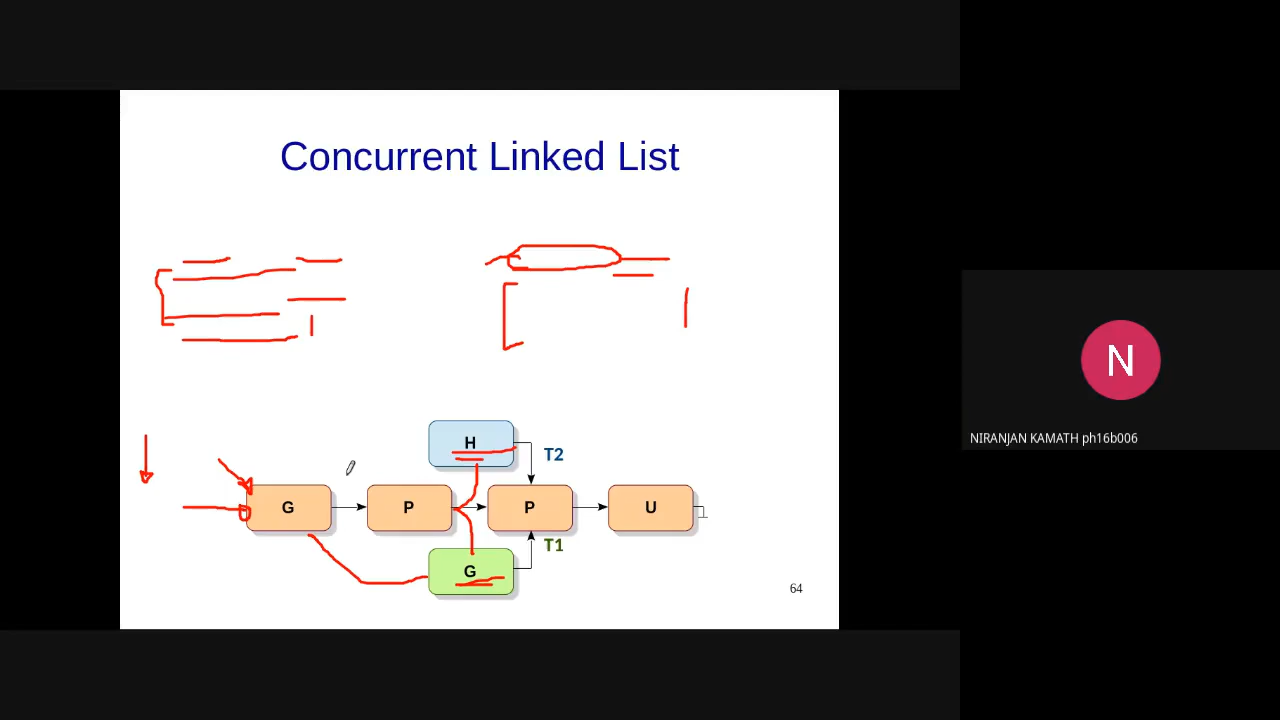 Concurrent Linked List
H
T2
G P P U
T1
G
64
N
NIRANJAN KAMATH ph16b006